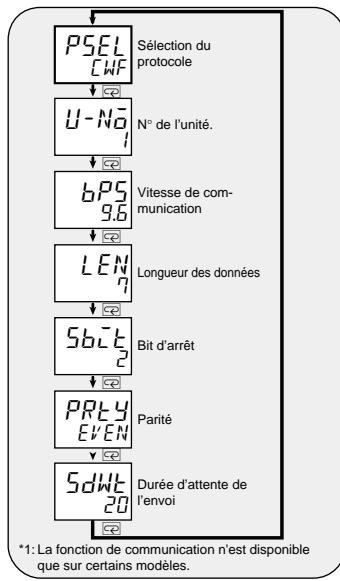 PSEL
CWF
Sélection du
protocole
U-No
1
N° de l'unité.
bPS
9.6
Vitesse de com-
munication
LEN
7
Longueur des données
Sbit
2
Bit d'arrêt
PRtY
EVEN
Parité
SdWt
20
Durée d'attente de
l'envoi
*1: La fonction de communication n'est disponible
que sur certains modèles.